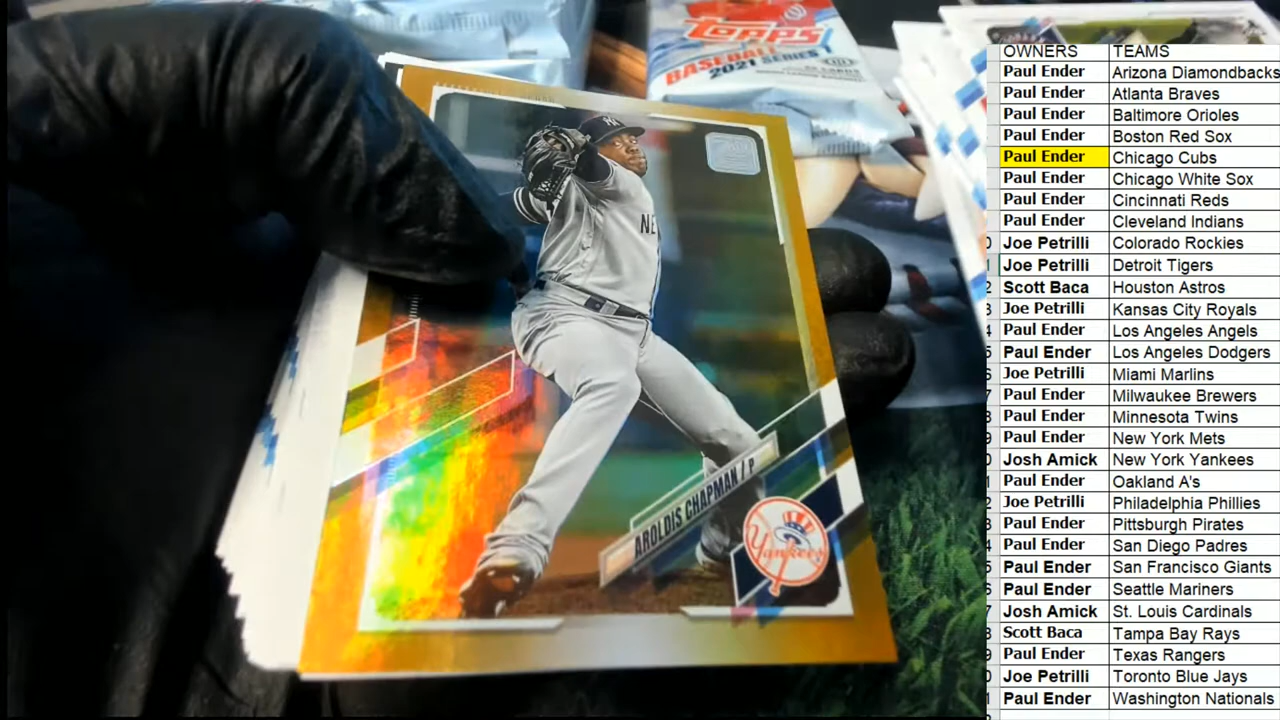 Topps
BASEBALL
2021 SERIES 1
NY
NE
AROLDIS CHAPMAN / P
Yankees
OWNERS TEAMS
Paul Ender Arizona Diamondbacks
Paul Ender Atlanta Braves
Paul Ender Baltimore Orioles
Paul Ender Boston Red Sox
Paul Ender Chicago Cubs
Paul Ender Chicago White Sox
Paul Ender Cincinnati Reds
Paul Ender Cleveland Indians
Joe Petrilli Colorado Rockies
Joe Petrilli Detroit Tigers
Scott Baca Houston Astros
Joe Petrilli Kansas City Royals
Paul Ender Los Angeles Angels
Paul Ender Los Angeles Dodgers
Joe Petrilli Miami Marlins
Paul Ender Milwaukee Brewers
Paul Ender Minnesota Twins
Paul Ender New York Mets
Josh Amick New York Yankees
Paul Ender Oakland A's
Joe Petrilli Philadelphia Phillies
Paul Ender Pittsburgh Pirates
Paul Ender San Diego Padres
Paul Ender San Francisco Giants
Paul Ender Seattle Mariners
Josh Amick St. Louis Cardinals
Scott Baca Tampa Bay Rays
Paul Ender Texas Rangers
Joe Petrilli Toronto Blue Jays
Paul Ender Washington Nationals